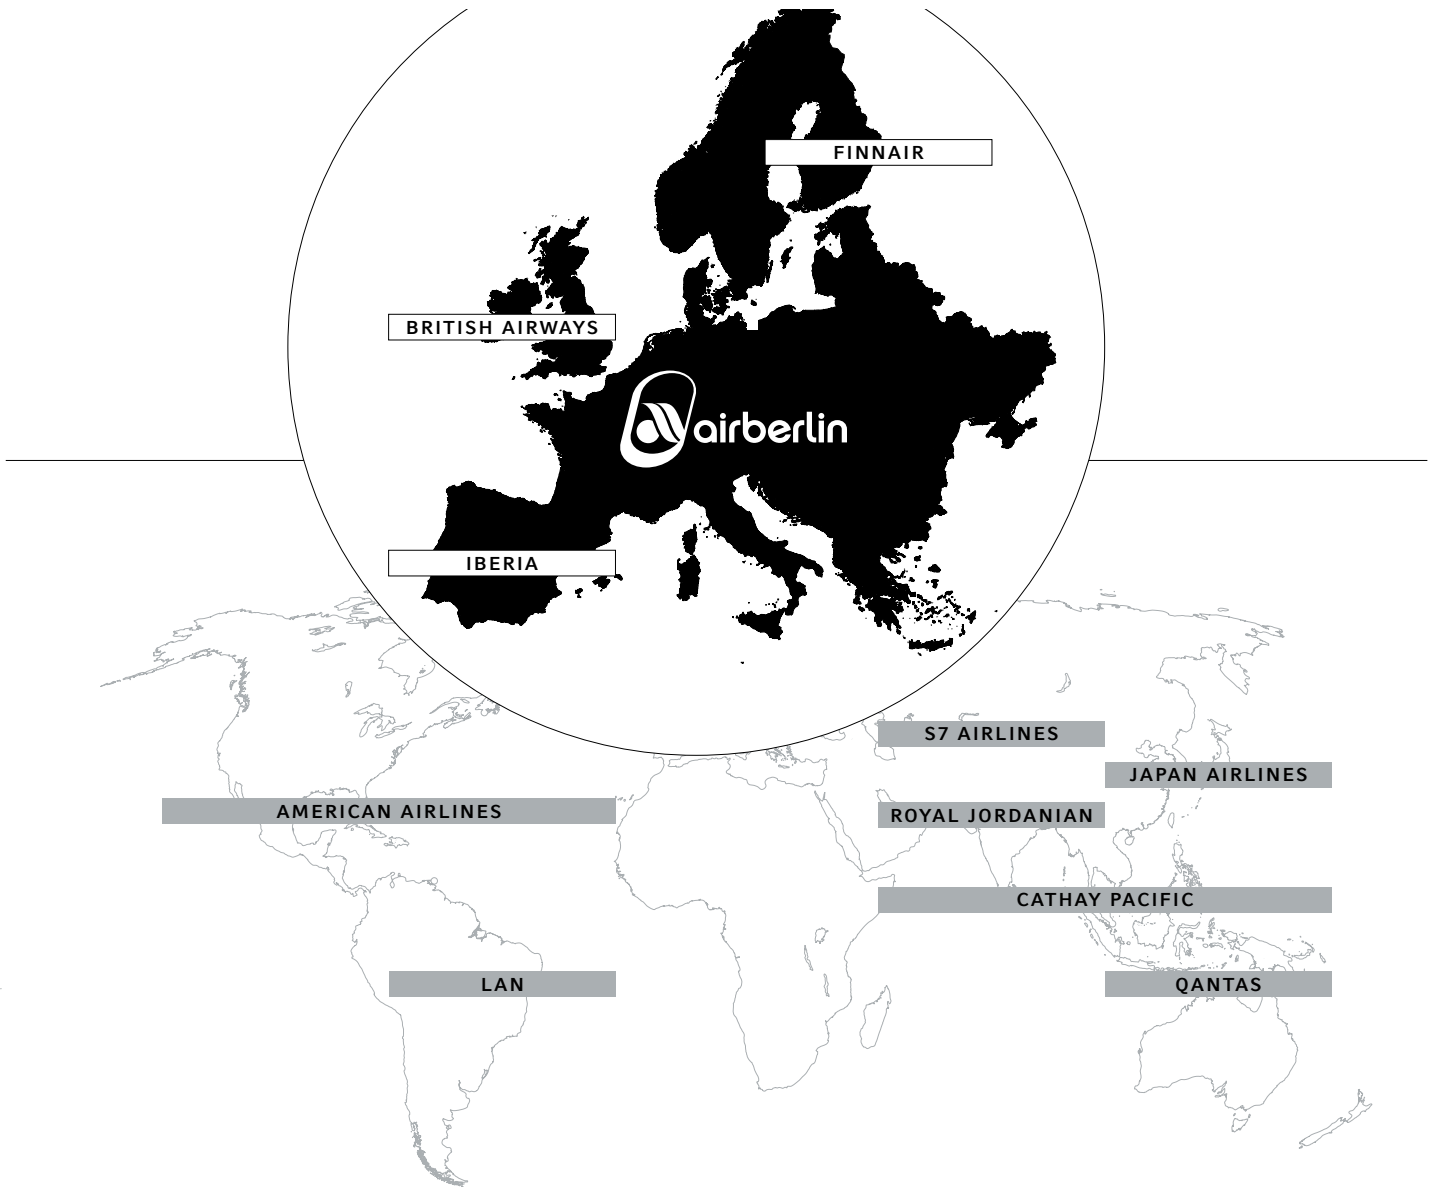 FINNAIR
BRITISH AIRWAYS
airberlin
IBERIA
S7 AIRLINES
JAPAN AIRLINES
AMERICAN AIRLINES
ROYAL JORDANIAN
CATHAY PACIFIC
LAN
QANTAS